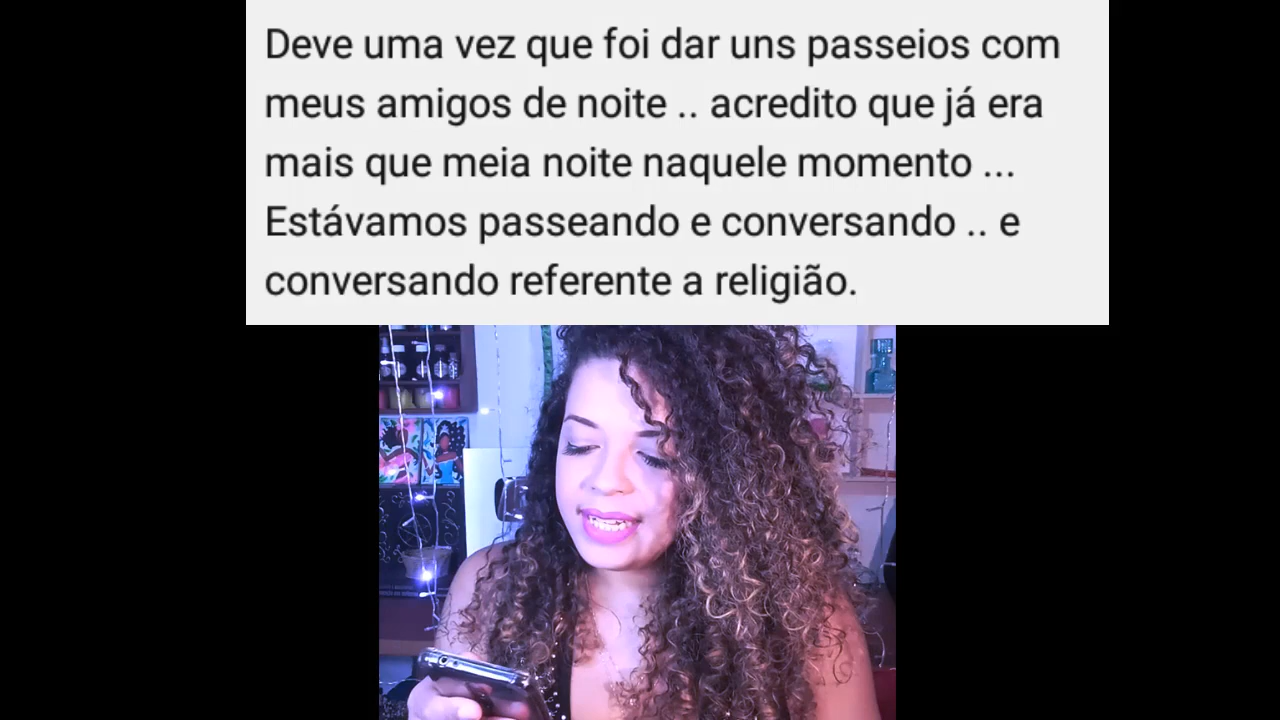 Deve uma vez que foi dar uns passeios com
meus amigos de noite .. acredito que já era
mais que meia noite naquele momento ...
Estávamos passeando e conversando .. e
conversando referente a religião.